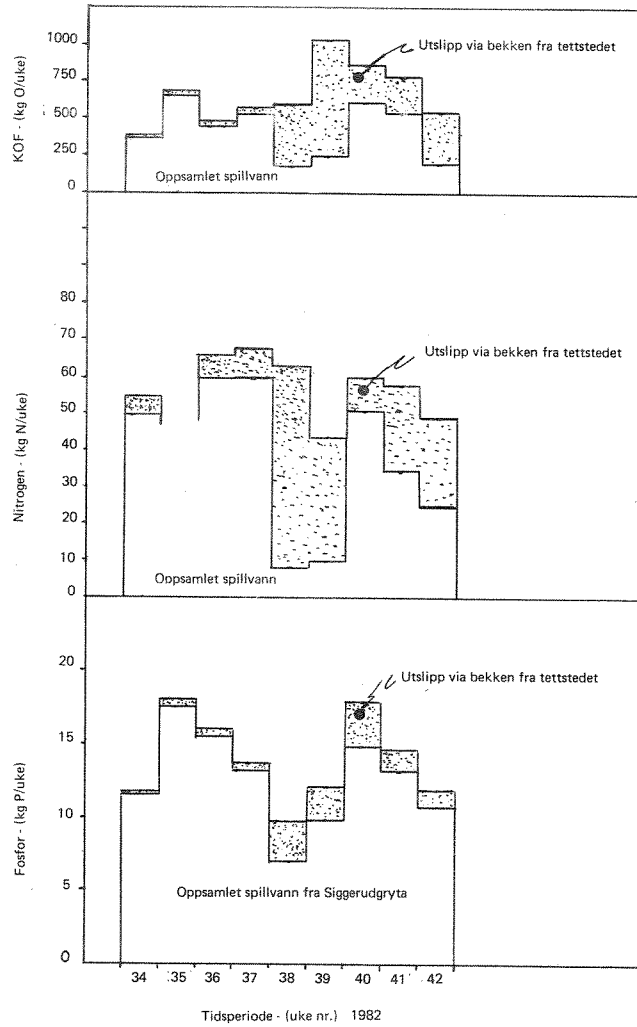 KOF - (kg O/uke)
1000
750
500
250
0
Utslipp via bekken fra tettstedet
Oppsamlet spillvann
Nitrogen - (kg N/uke)
80
70
60
50
40
30
20
10
0
Utslipp via bekken fra tettstedet
Oppsamlet spillvann
Fosfor - (kg P/uke)
20
15
10
5
0
Utslipp via bekken fra tettstedet
Oppsamlet spillvann fra Siggerudgryta
34 35 36 37 38 39 40 41 42
Tidsperiode - (uke nr.) 1982